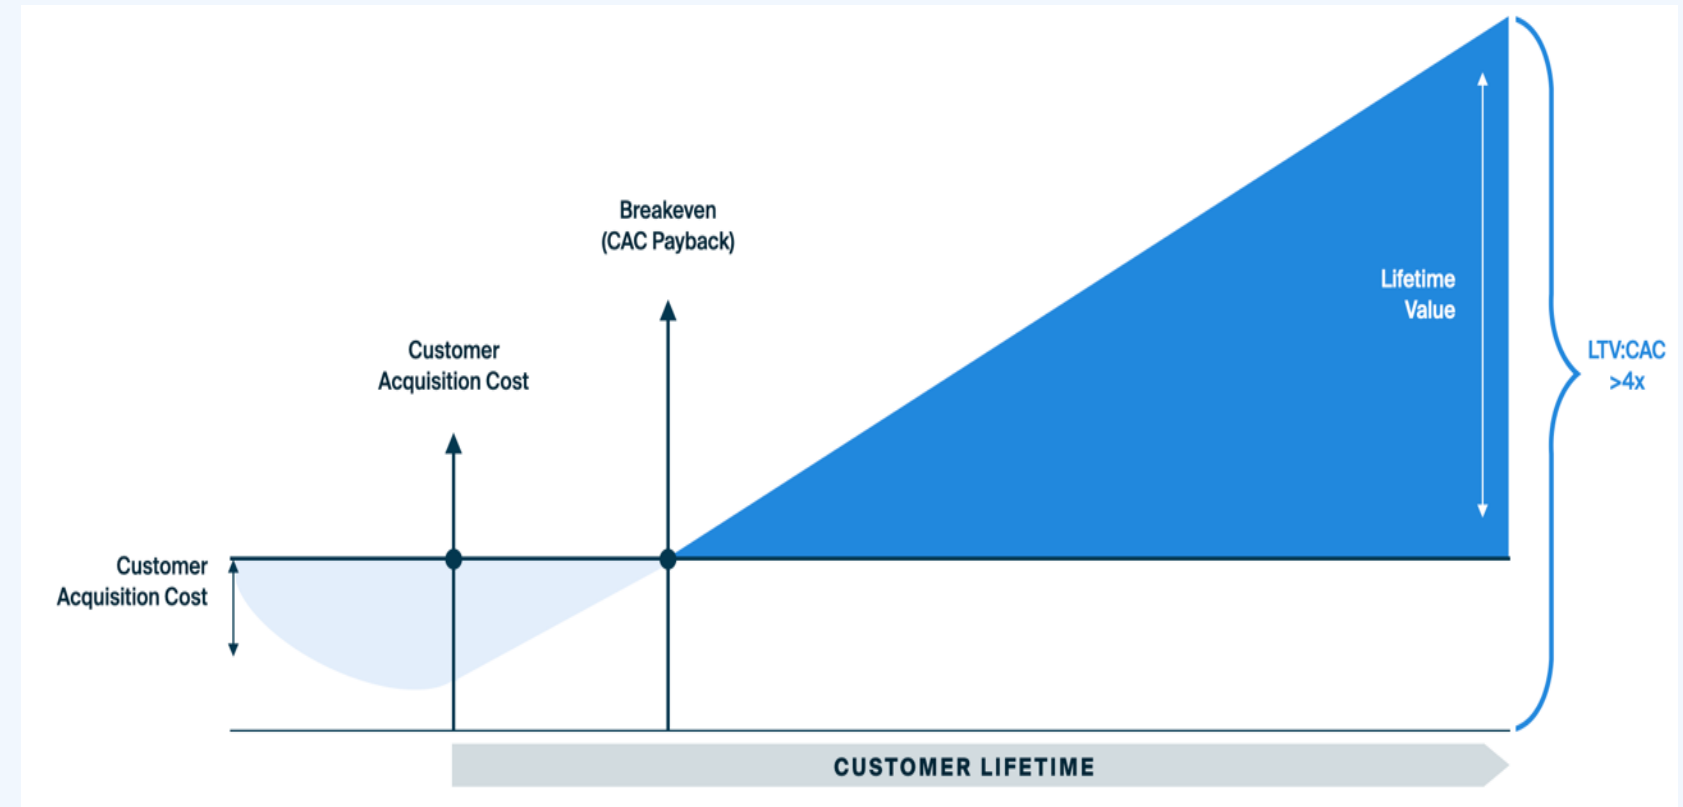 Breakeven
(CAC Payback)
Customer
Acquisition Cost
Lifetime
Value
LTV:CAC
>4x
Customer
Acquisition Cost
CUSTOMER LIFETIME